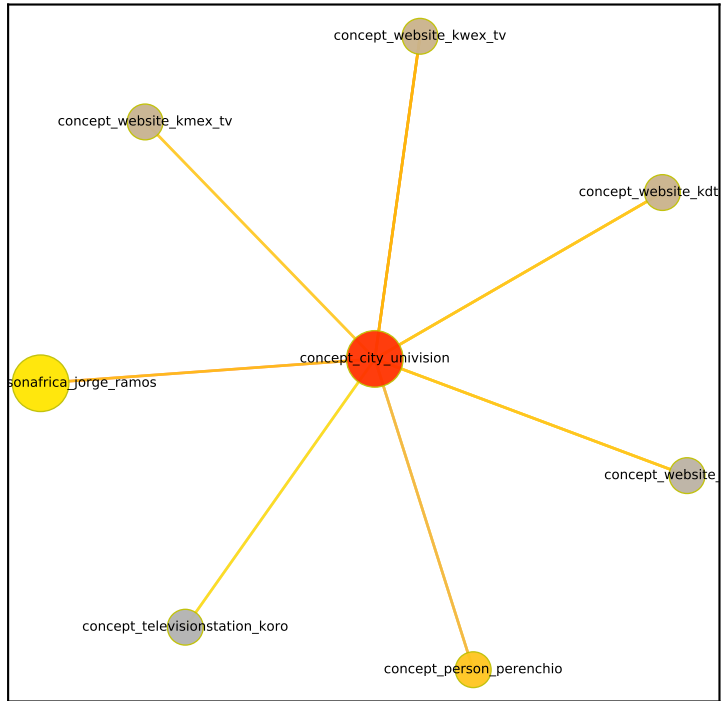 concept_website_kwex_tv
concept_website_kmex_tv
concept_website_kdt
concept_city_univision
sonafrica_jorge_ramos
concept_website_
concept_televisionstation_koro
concept_person_perenchio